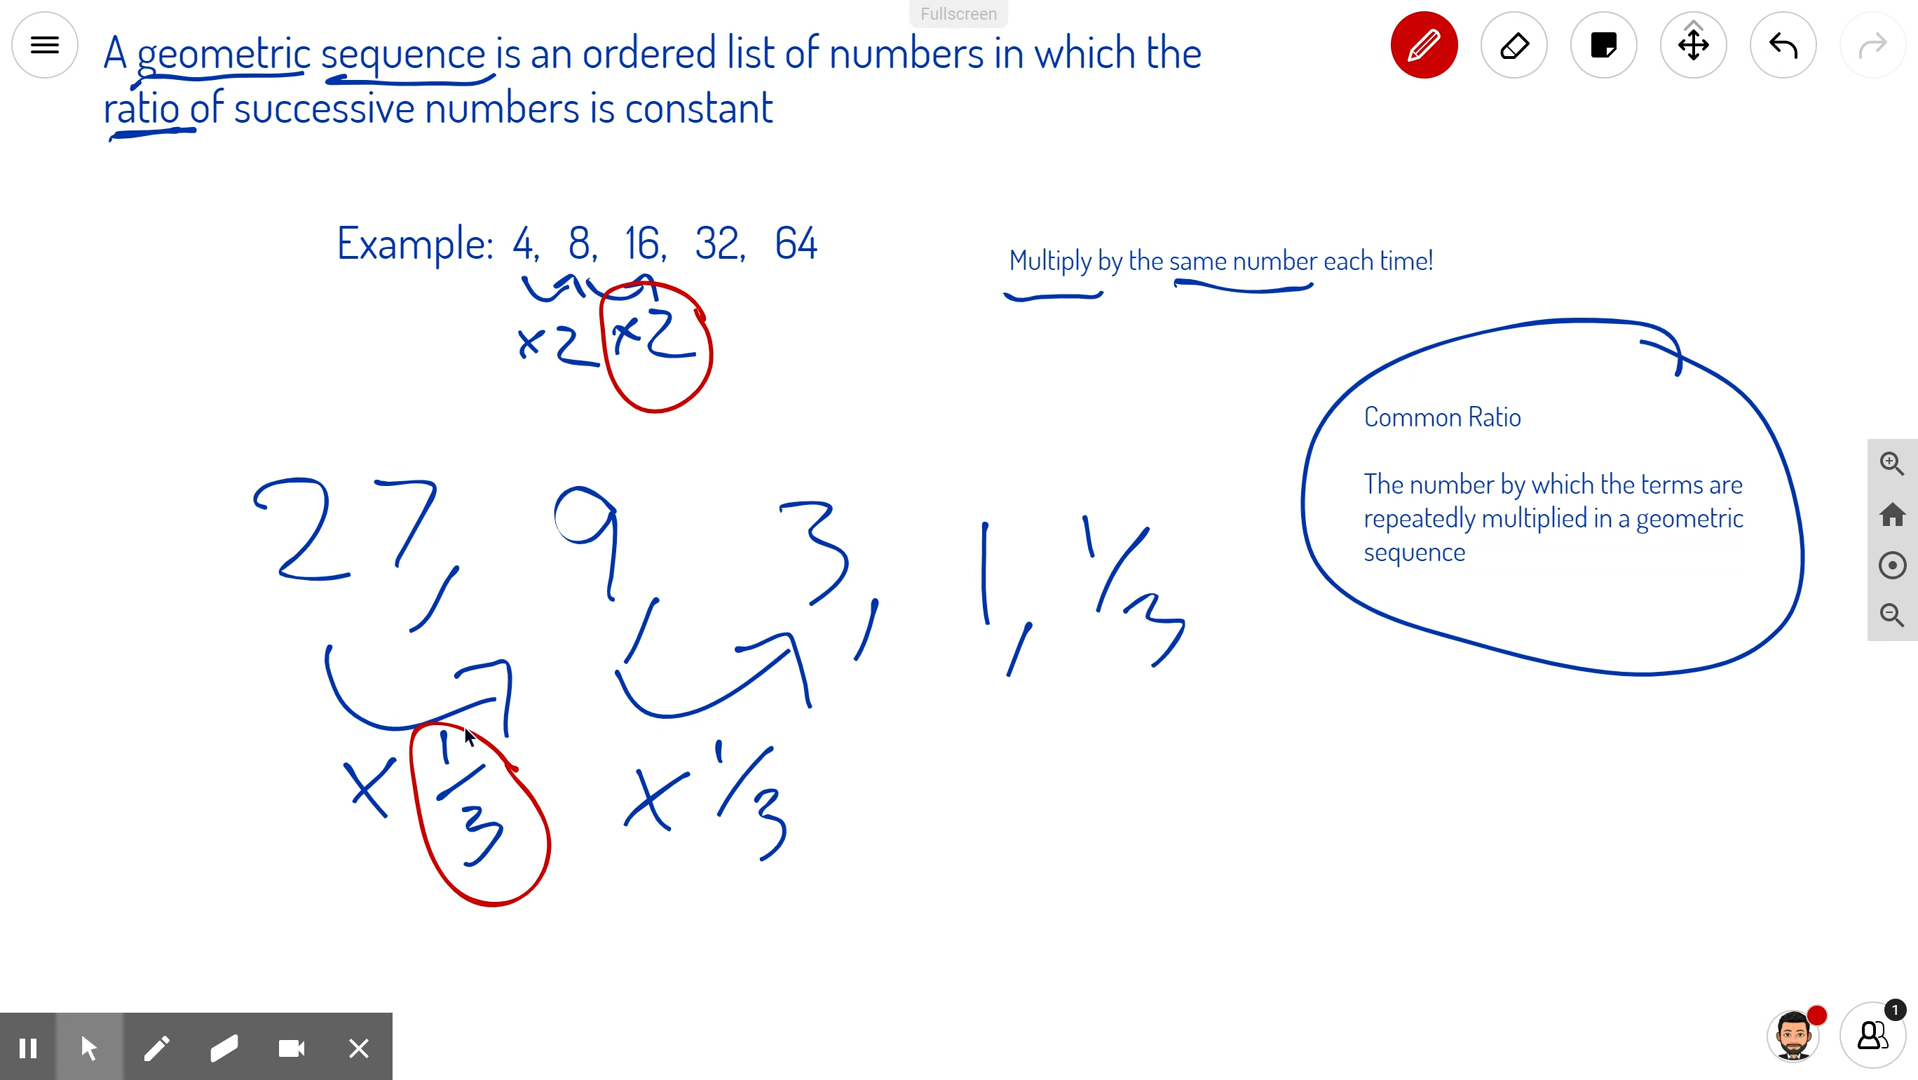 Fullscreen
A geometric sequence is an ordered list of numbers in which the
ratio of successive numbers is constant
Example: 4, 8, 16, 32, 64
Multiply by the same number each time!
×2 ×2
Common Ratio
The number by which the terms are
repeatedly multiplied in a geometric
sequence
27, 9, 3, 1, 1/3
× 1/3 × 1/3
1